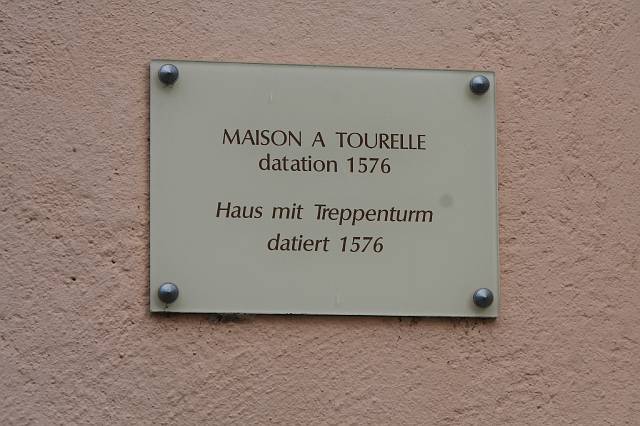 MAISON A TOURELLE
datation 1576
Haus mit Treppenturm
datiert 1576